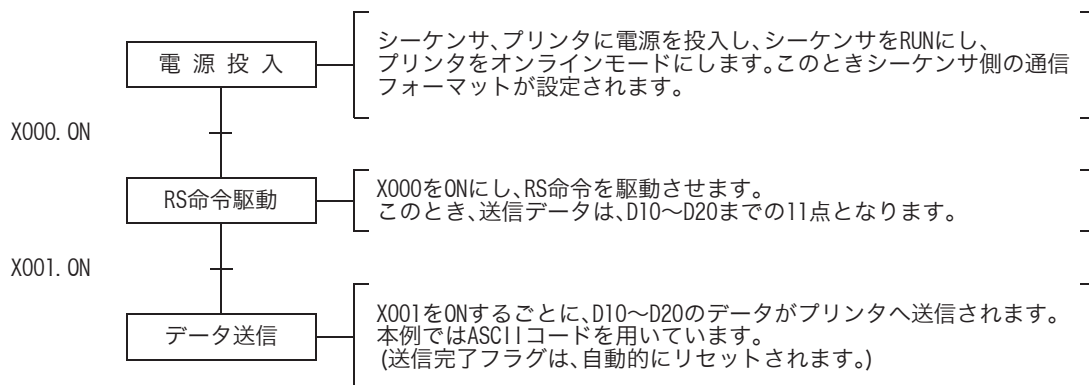 電源投入
シーケンサ、プリンタに電源を投入し、シーケンサをRUNにし、
プリンタをオンラインモードにします。このときシーケンサ側の通信
フォーマットが設定されます。
X000. ON
RS命令駆動
X000をONにし、RS命令を駆動させます。
このとき、送信データは、D10〜D20までの11点となります。
X001. ON
データ送信
X001をONするごとに、D10〜D20のデータがプリンタへ送信されます。
本例ではASCIIコードを用いています。
(送信完了フラグは、自動的にリセットされます。)